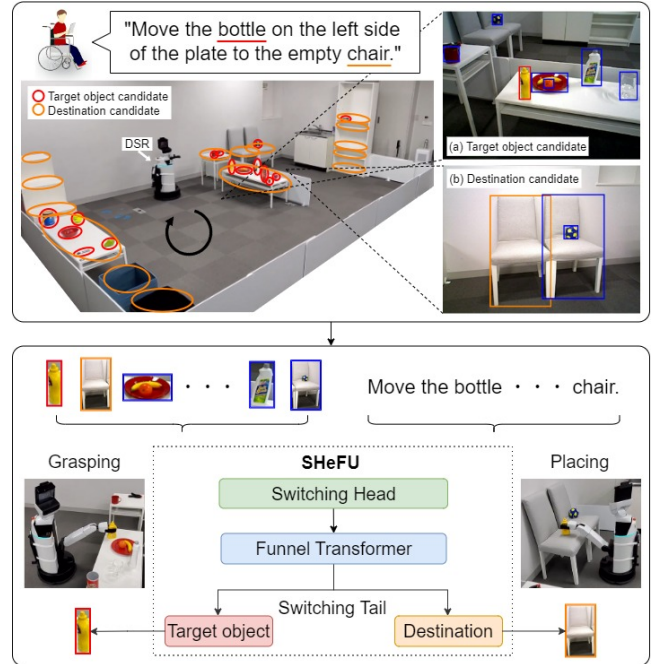 "Move the bottle on the left side
of the plate to the empty chair."
Target object candidate
Destination candidate
DSR
(a) Target object candidate
(b) Destination candidate
Move the bottle · · · chair.
Grasping
SHeFU
Placing
Switching Head
Funnel Transformer
Switching Tail
Target object
Destination